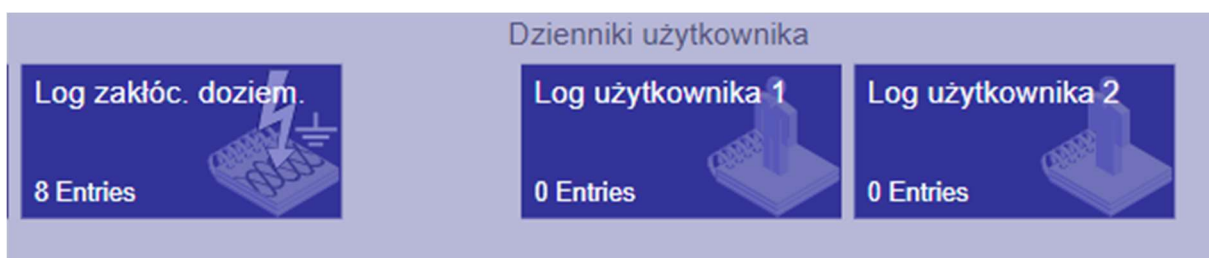 Dzienniki użytkownika
Log zakłóc. doziem.
8 Entries
Log użytkownika 1
0 Entries
Log użytkownika 2
0 Entries